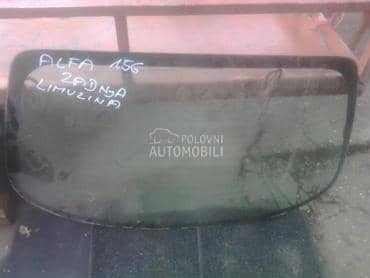 ALFA 156
ZADNJA
LIMUZINA
POLOVNI
AUTOMOBILI